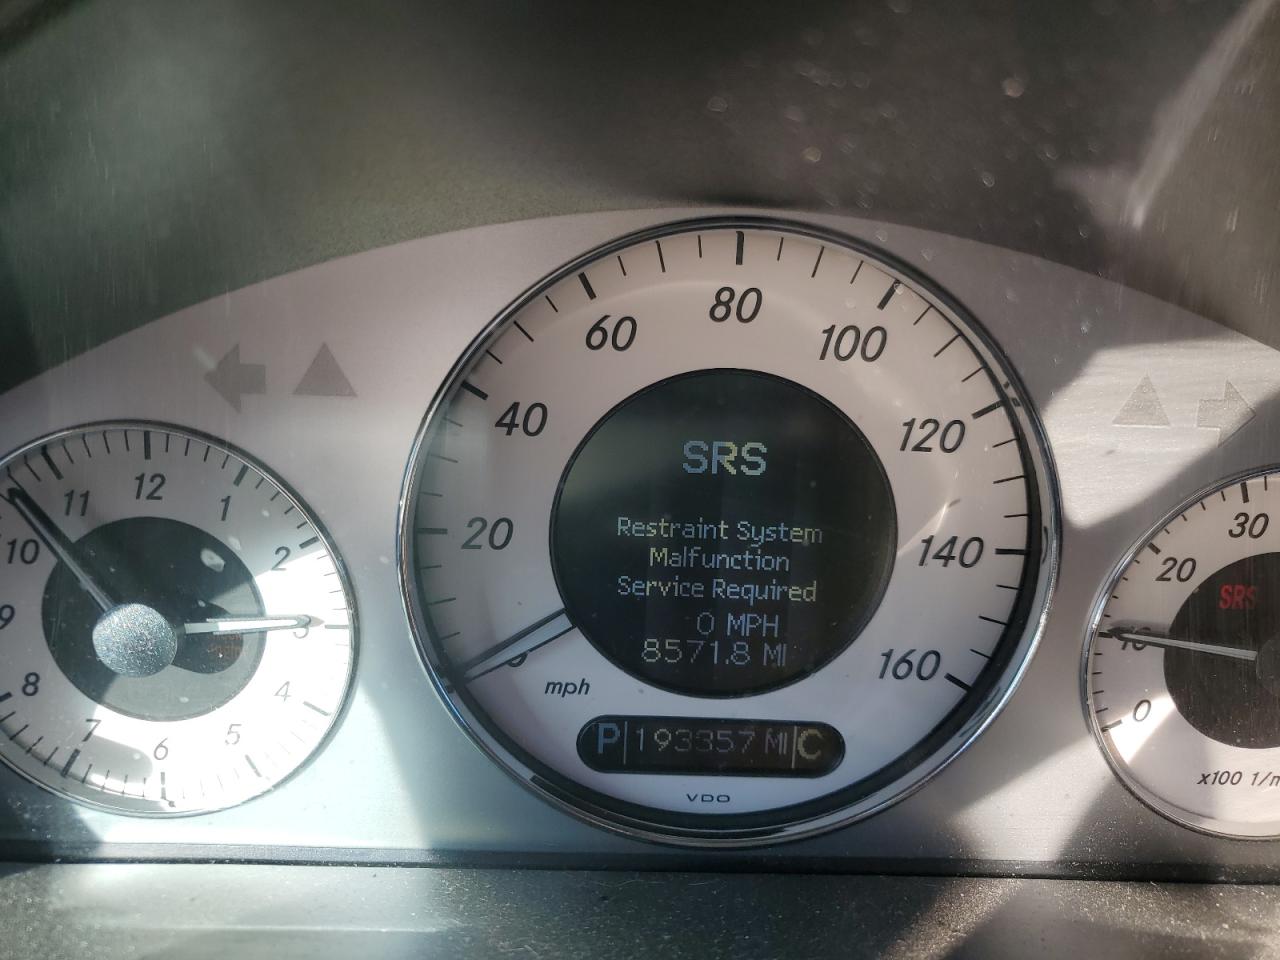 60
80
100
40
120
20
140
160
mph
SRS
Restraint System
Malfunction
Service Required
0 MPH
8571.8 MI
P 193357 MI C
VDO
12
11
1
10
2
9
3
8
4
7
5
6
30
20
SRS
10
0